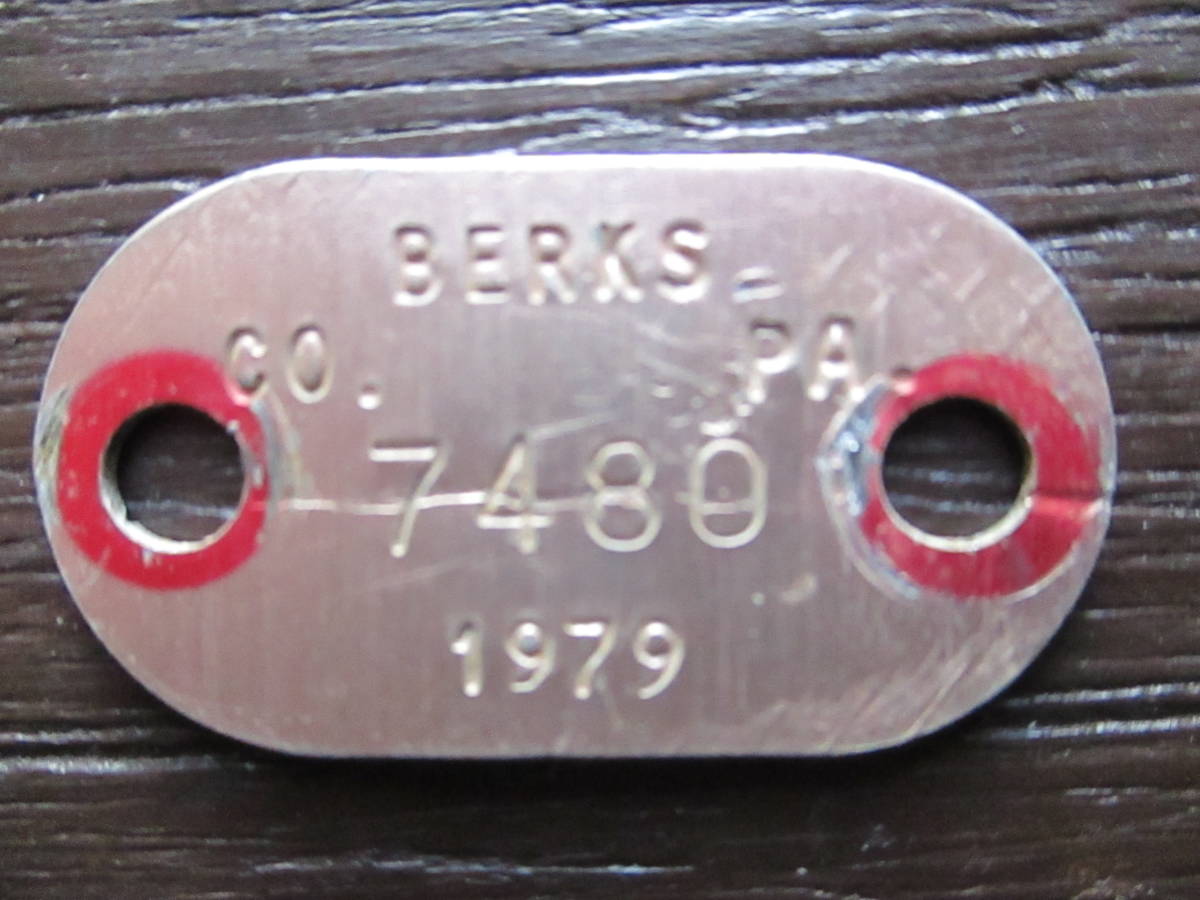 BERKS
CO. PA.
7480
1979